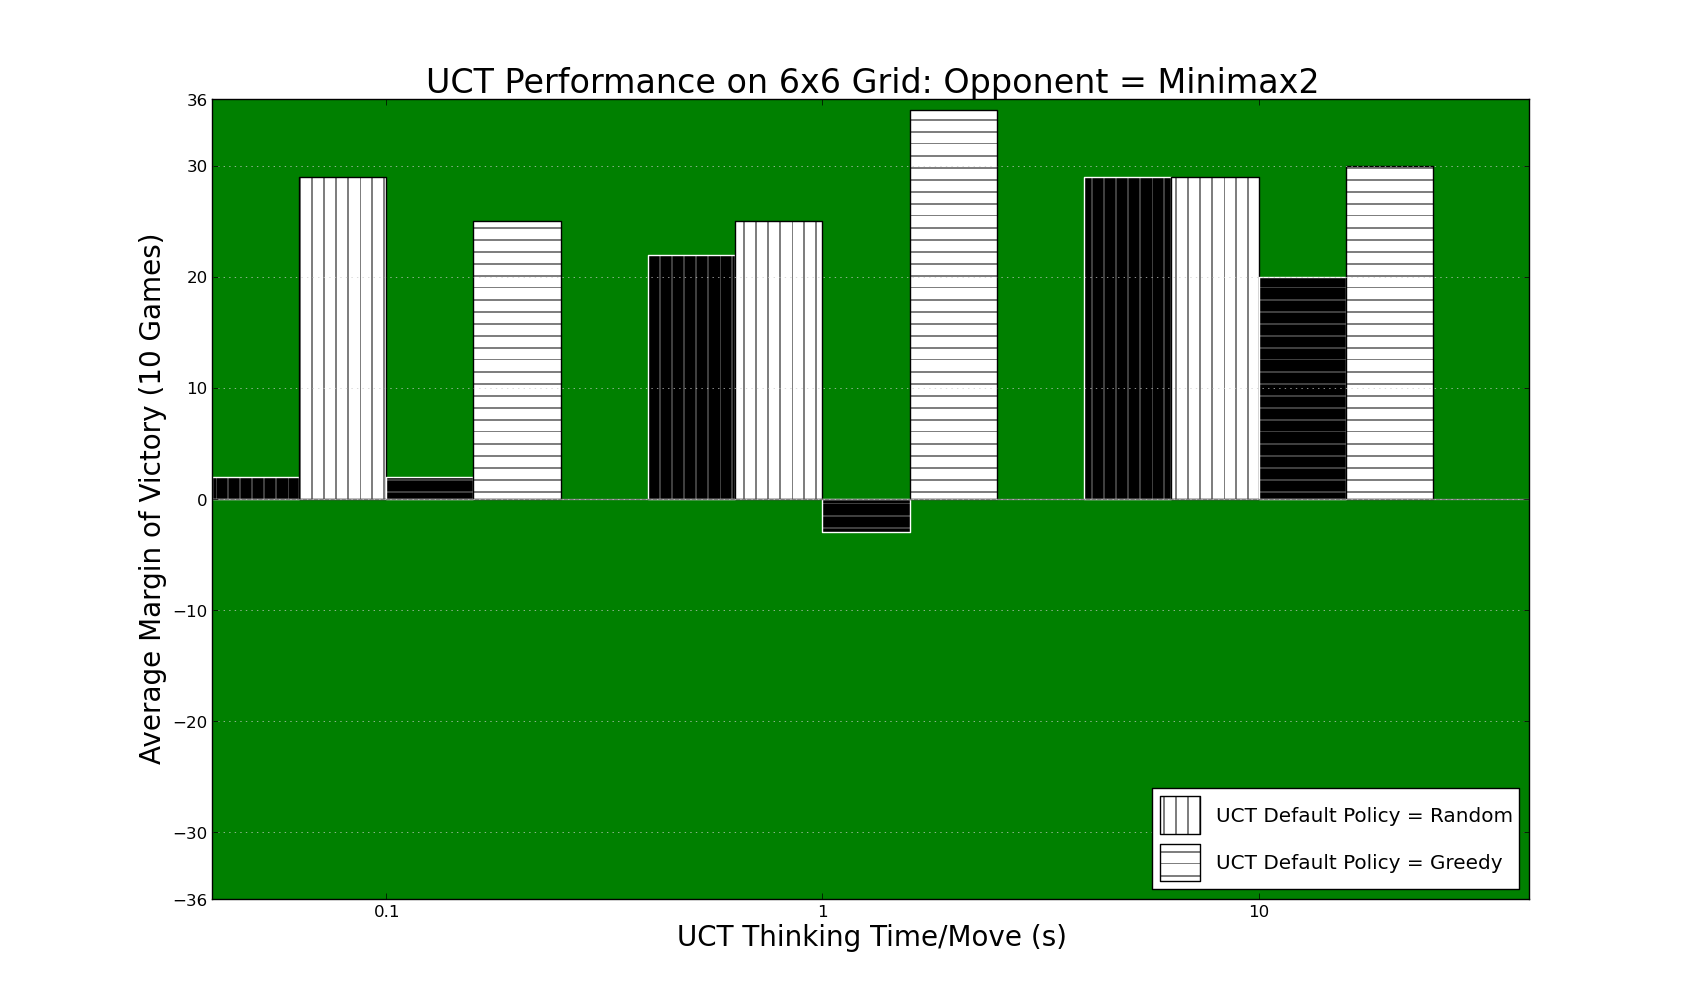 UCT Performance on 6x6 Grid: Opponent = Minimax2
Average Margin of Victory (10 Games)
36
30
20
10
0
−10
−20
−30
−36
0.1
1
10
UCT Thinking Time/Move (s)
UCT Default Policy = Random
UCT Default Policy = Greedy